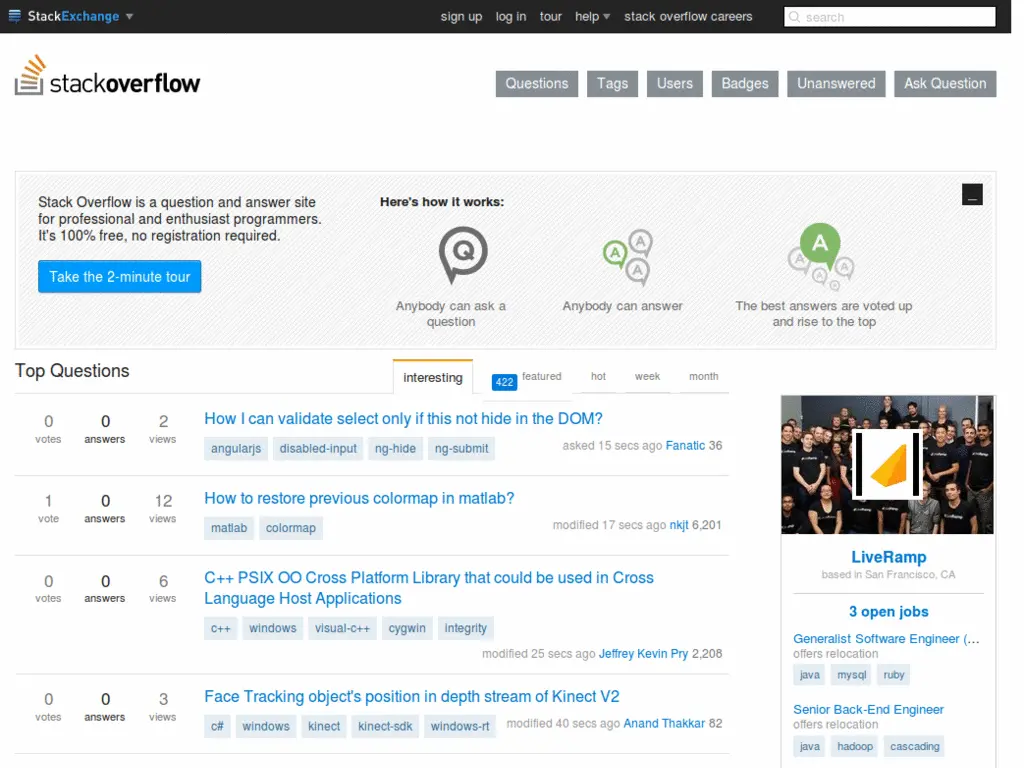 StackExchange
sign up log in tour help stack overflow careers
search
stackoverflow
Questions Tags Users Badges Unanswered Ask Question
Stack Overflow is a question and answer site
for professional and enthusiast programmers.
It's 100% free, no registration required.
Take the 2-minute tour
Here's how it works:
Q
Anybody can ask a
question
A
A
A
Anybody can answer
A
A
A
A
The best answers are voted up
and rise to the top
_
Top Questions
interesting 422 featured hot week month
0 0 2
votes answers views
How I can validate select only if this not hide in the DOM?
angularjs disabled-input ng-hide ng-submit
asked 15 secs ago Fanatic 36
1 0 12
vote answers views
How to restore previous colormap in matlab?
matlab colormap
modified 17 secs ago nkjt 6,201
0 0 6
votes answers views
C++ PSIX OO Cross Platform Library that could be used in Cross
Language Host Applications
c++ windows visual-c++ cygwin integrity
modified 25 secs ago Jeffrey Kevin Pry 2,208
0 0 3
votes answers views
Face Tracking object's position in depth stream of Kinect V2
c# windows kinect kinect-sdk windows-rt
modified 40 secs ago Anand Thakkar 82
LiveRamp
based in San Francisco, CA
3 open jobs
Generalist Software Engineer (...
offers relocation
java mysql ruby
Senior Back-End Engineer
offers relocation
java hadoop cascading